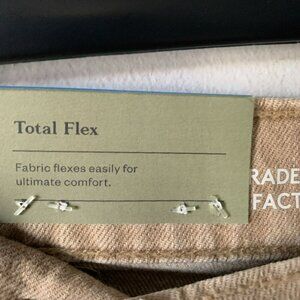 Total Flex
Fabric flexes easily for
ultimate comfort.
RADE
FACT